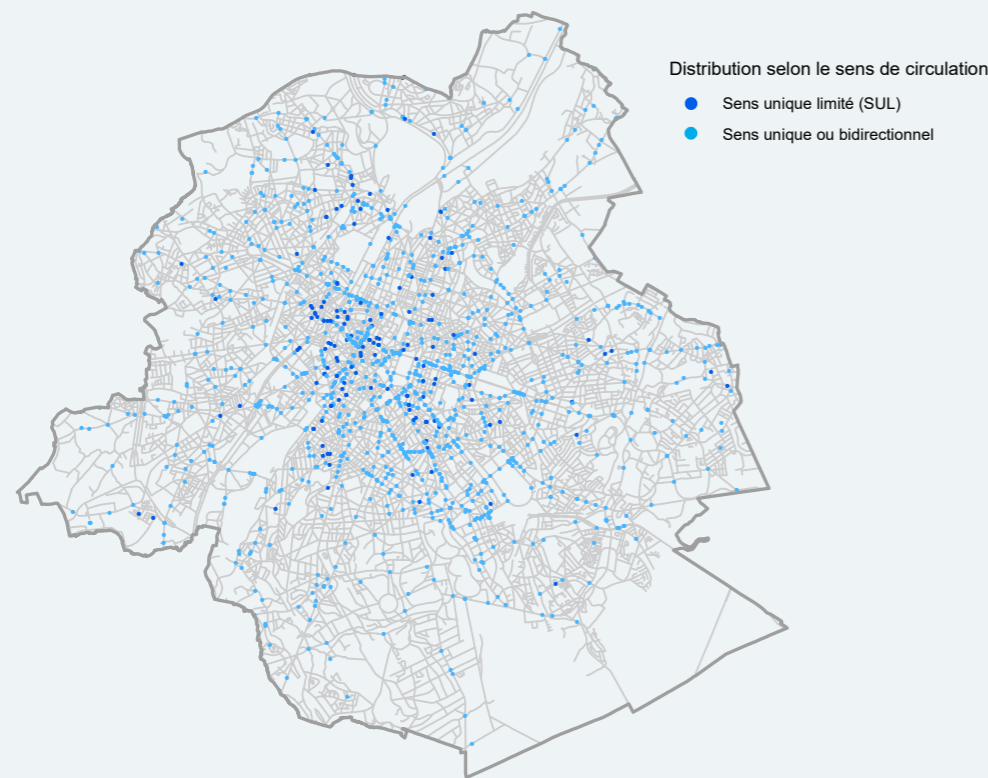 Distribution selon le sens de circulation
Sens unique limité (SUL)
Sens unique ou bidirectionnel